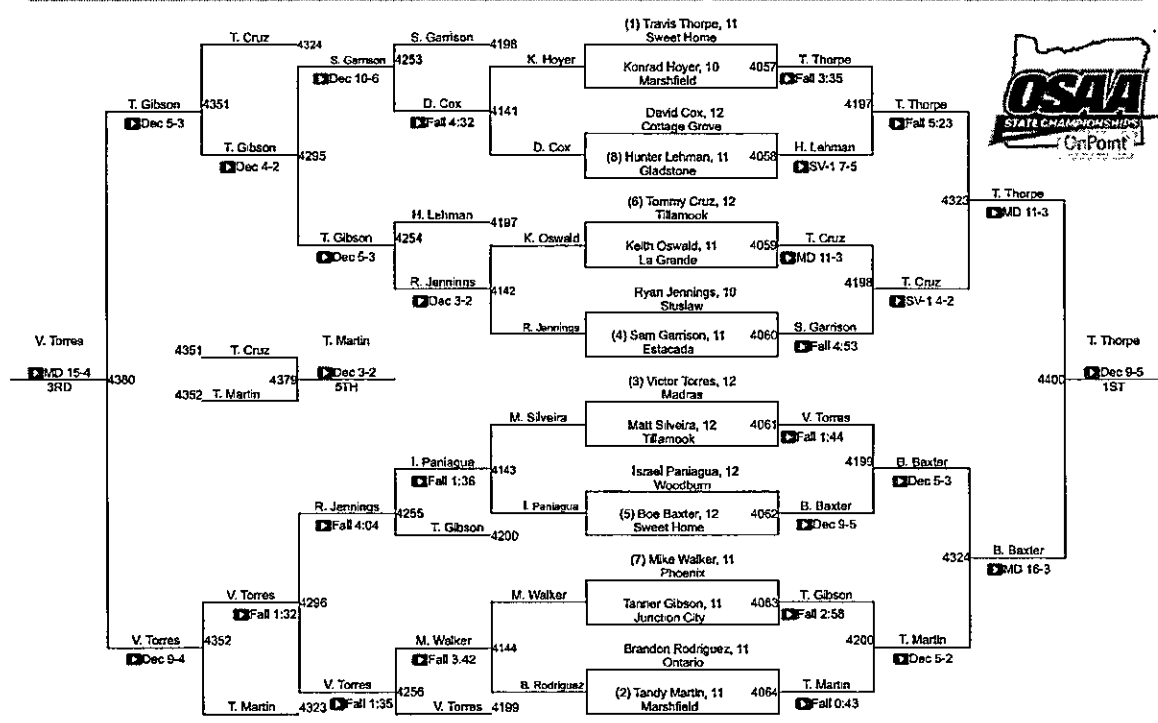 (1) Travis Thorpe, 11
Sweet Home
T. Cruz
4324
S. Garrison
4198
K. Hoyer
Konrad Hoyer, 10
Marshfield
4057
T. Thorpe
Fall 3:35
S. Garrison
Dec 10-6
4253
T. Gibson
Dec 5-3
4351
D. Cox
Fall 4:32
4141
David Cox, 12
Cottage Grove
4197
T. Thorpe
Fall 5:23
OSAA
STATE CHAMPIONSHIPS
OnPoint
T. Gibson
Dec 4-2
4295
D. Cox
(8) Hunter Lehman, 11
Gladstone
4058
H. Lehman
SV-1 7-5
(6) Tommy Cruz, 12
Tillamook
4323
T. Thorpe
MD 11-3
H. Lehman
4197
T. Gibson
Dec 5-3
4254
K. Oswald
Keith Oswald, 11
La Grande
4059
T. Cruz
MD 11-3
R. Jennings
Dec 3-2
4142
Ryan Jennings, 10
Siuslaw
4198
T. Cruz
SV-1 4-2
R. Jennings
(4) Sam Garrison, 11
Estacada
4060
S. Garrison
Fall 4:53
V. Torres
MD 15-4
3RD
4380
4351
T. Cruz
4352
T. Martin
4379
T. Martin
Dec 3-2
5TH
(3) Victor Torres, 12
Madras
4400
T. Thorpe
Dec 9-5
1ST
M. Silveira
Matt Silveira, 12
Tillamook
4061
V. Torres
Fall 1:44
I. Paniagua
Fall 1:36
4143
Israel Paniagua, 12
Woodburn
4199
B. Baxter
Dec 5-3
R. Jennings
Fall 4:04
4255
I. Paniagua
(5) Boe Baxter, 12
Sweet Home
4062
B. Baxter
Dec 9-5
T. Gibson
4200
(7) Mike Walker, 11
Phoenix
4324
B. Baxter
MD 16-3
V. Torres
Fall 1:32
4296
M. Walker
Tanner Gibson, 11
Junction City
4063
T. Gibson
Fall 2:58
V. Torres
Dec 9-4
4352
M. Walker
Fall 3:42
4144
Brandon Rodriguez, 11
Ontario
4200
T. Martin
Dec 5-2
T. Martin
4323
V. Torres
Fall 1:35
4256
B. Rodriguez
V. Torres
4199
(2) Tandy Martin, 11
Marshfield
4064
T. Martin
Fall 0:43